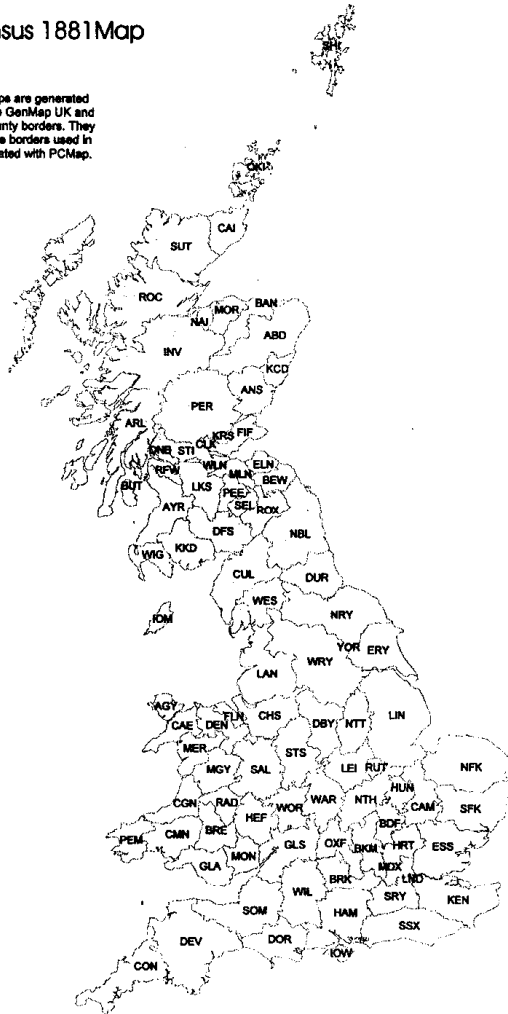 sus 1881Map
ps are generated
GenMap UK and
nty borders. They
e borders used in
ated with PCMap.
SHI
OKI
CAI
SUT
ROC
BAN
MOR
NAI
ABD
INV
KCD
ANS
PER
ARL
KRS FIF
CLK
DNB STI
WLN ELN
RFW MLN BEW
BUT LKS PEE
SEL ROX
AYR
DFS NBL
KKD
WIG
CUL DUR
WES
IOM NRY
YOR ERY
WRY
LAN
AGY FLN CHS DBY NTT LIN
CAE DEN
MER STS
MGY SAL LEI RUT NFK
HUN
CGN RAD WOR WAR NTH CAM SFK
HEF
BRE BDF
PEM CMN GLS OXF BKM HRT ESS
MON MDX
GLA LND
BRK
WIL SRY KEN
SOM HAM
SSX
DEV DOR
IOW
CON